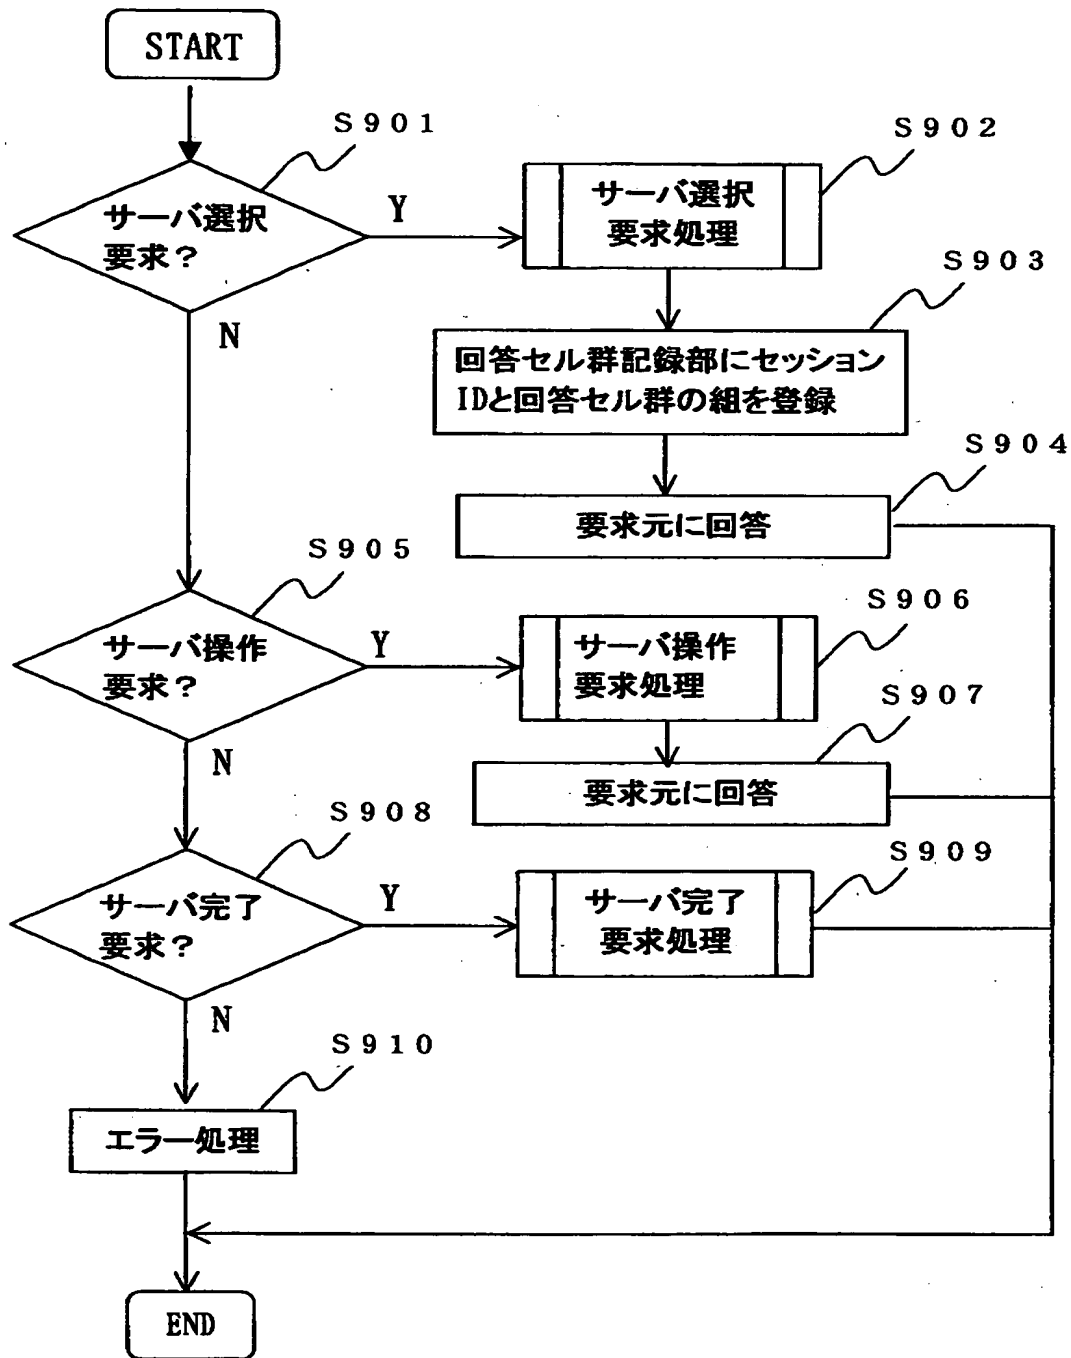 START
S901
サーバ選択
要求?
Y
N
S902
サーバ選択
要求処理
S903
回答セル群記録部にセッション
IDと回答セル群の組を登録
S904
要求元に回答
S905
サーバ操作
要求?
Y
N
S906
サーバ操作
要求処理
S907
要求元に回答
S908
サーバ完了
要求?
Y
N
S909
サーバ完了
要求処理
S910
エラー処理
END